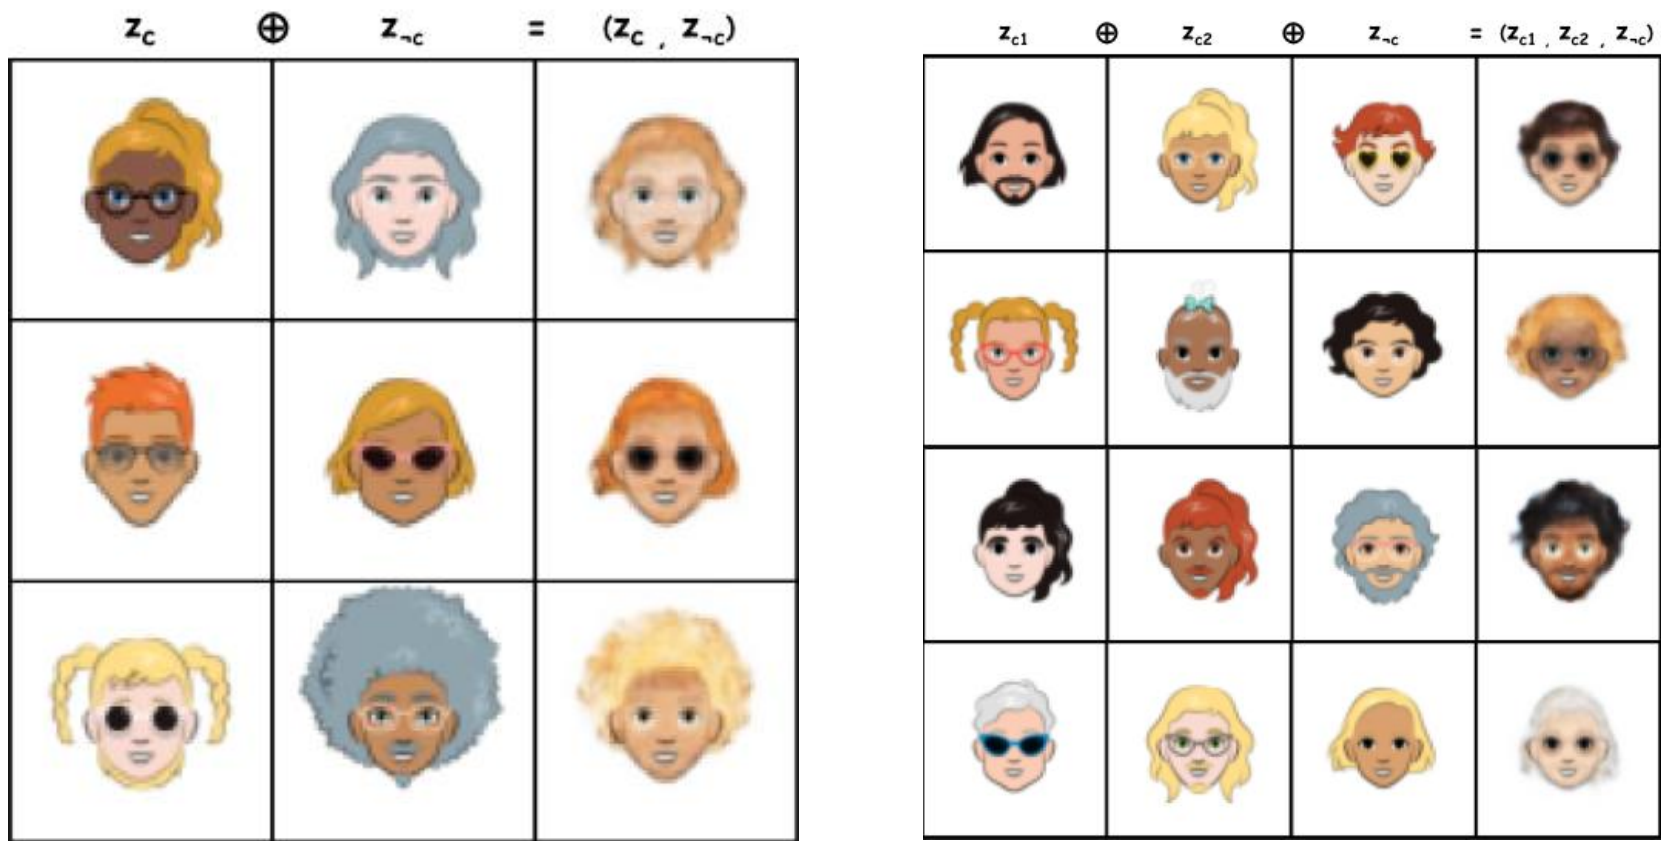 z_c ⊕ z_¬c = (z_c , z_¬c)
z_c1 ⊕ z_c2 ⊕ z_¬c = (z_c1 , z_c2 , z_¬c)